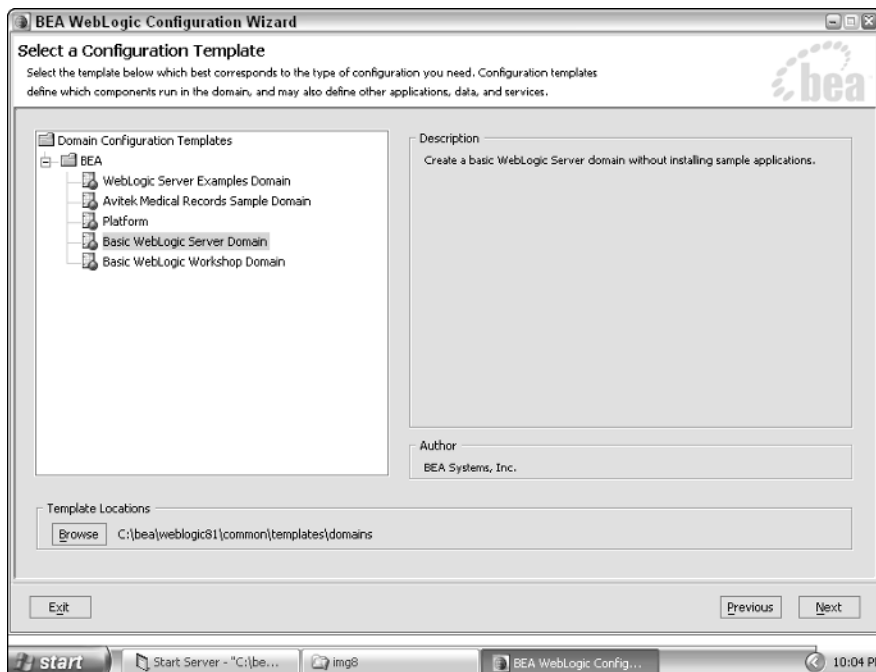 BEA WebLogic Configuration Wizard
Select a Configuration Template
Select the template below which best corresponds to the type of configuration you need. Configuration templates
define which components run in the domain, and may also define other applications, data, and services.
bea
Domain Configuration Templates
BEA
WebLogic Server Examples Domain
Avitek Medical Records Sample Domain
Platform
Basic WebLogic Server Domain
Basic WebLogic Workshop Domain
Description
Create a basic WebLogic Server domain without installing sample applications.
Author
BEA Systems, Inc.
Template Locations
Browse C:\bea\weblogic81\common\templates\domains
Exit Previous Next
start Start Server - "C:\be... img8 BEA WebLogic Config... 10:04 P